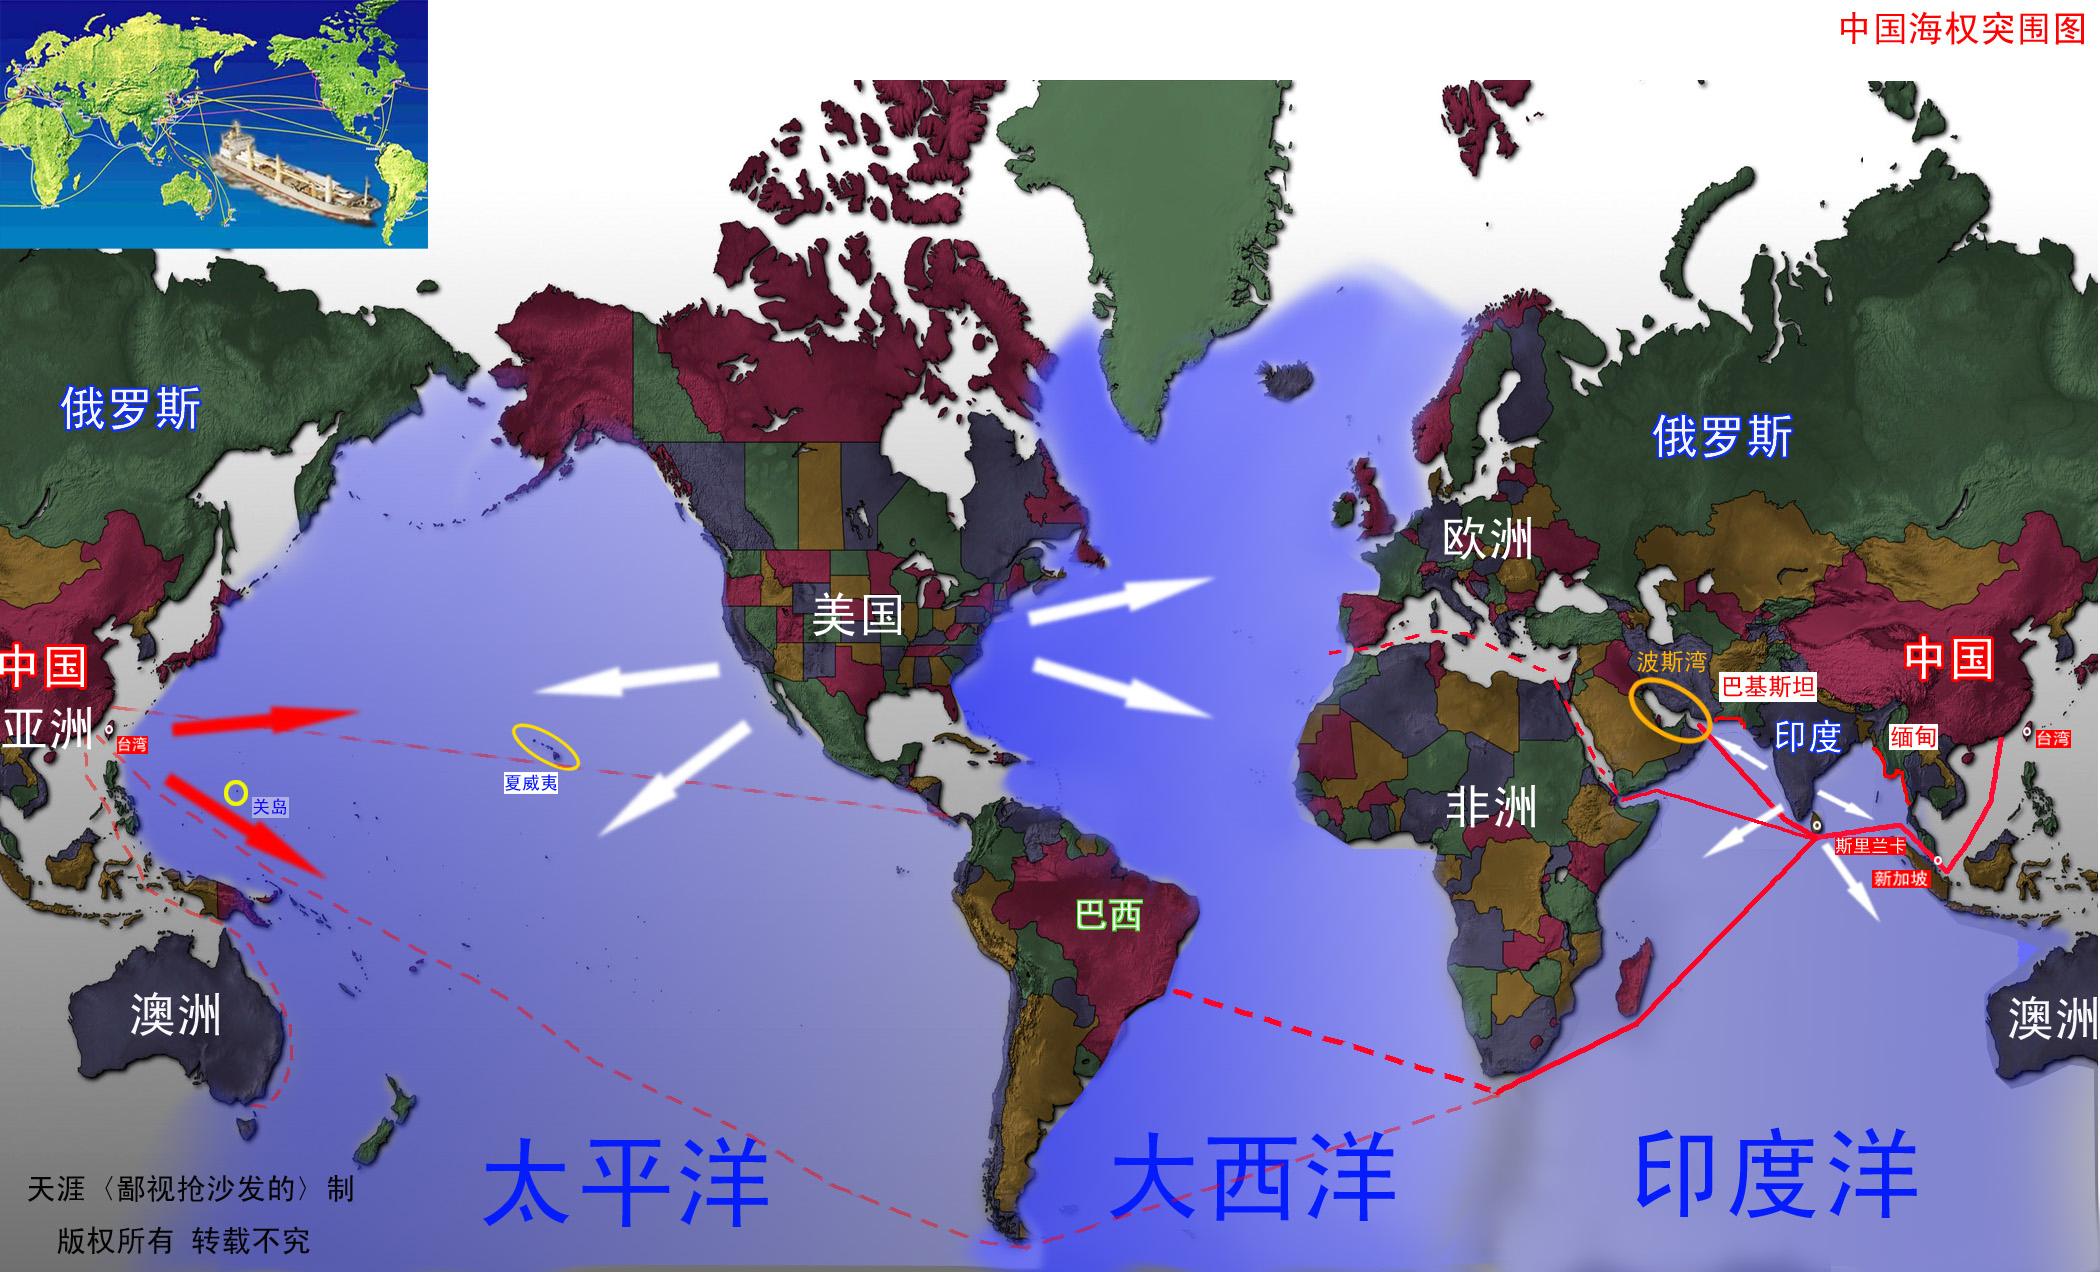 中国海权突围图
俄罗斯
俄罗斯
欧洲
美国
中国
波斯湾
中国
巴基斯坦
亚洲
台湾
印度
缅甸
台湾
夏威夷
关岛
非洲
斯里兰卡
新加坡
巴西
澳洲
澳洲
太平洋
大西洋
印度洋
天涯〈鄙视抢沙发的〉制
版权所有 转载不究